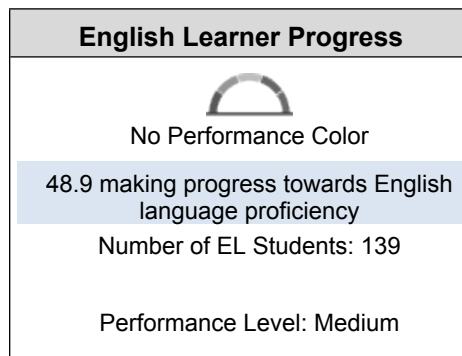 English Learner Progress
No Performance Color
48.9 making progress towards English
language proficiency
Number of EL Students: 139
Performance Level: Medium